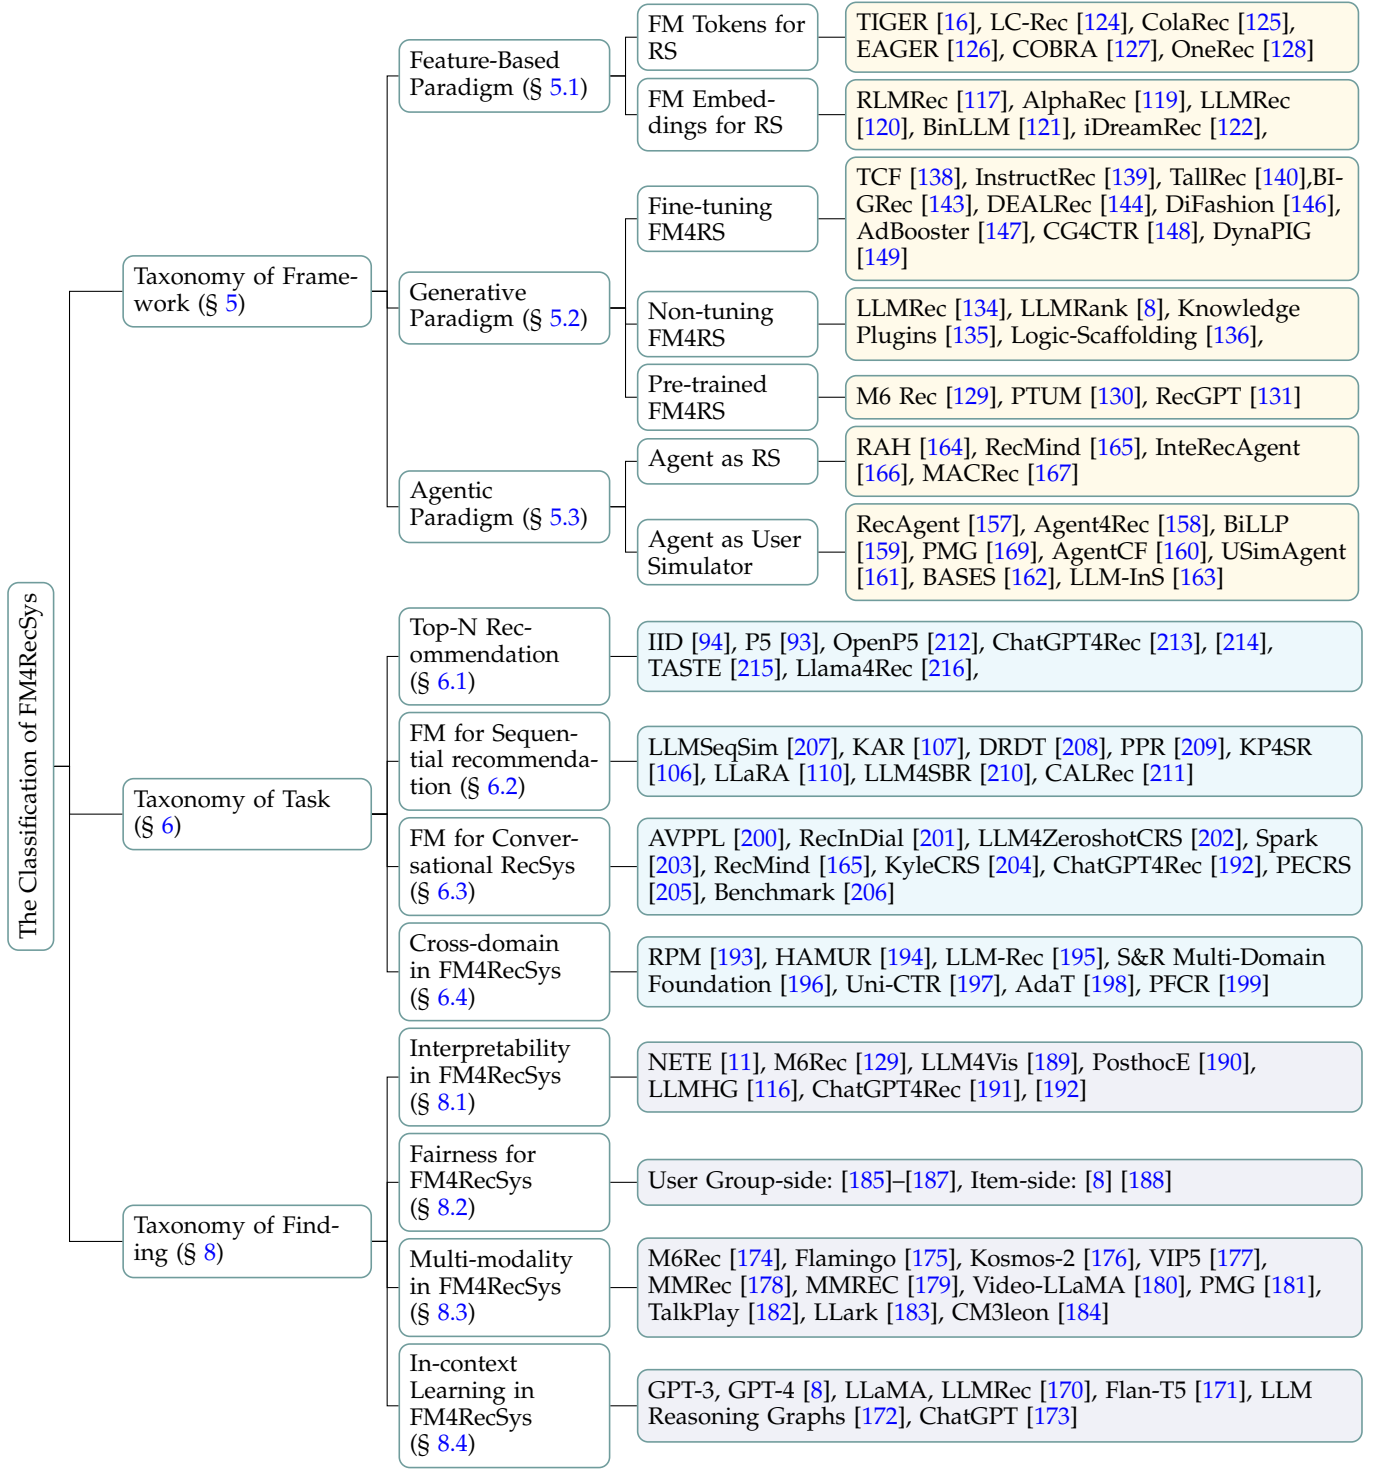 The Classification of FM4RecSys
Taxonomy of Frame-
work (§ 5)
Feature-Based
Paradigm (§ 5.1)
FM Tokens for
RS
TIGER [16], LC-Rec [124], ColaRec [125],
EAGER [126], COBRA [127], OneRec [128]
FM Embed-
dings for RS
RLMRec [117], AlphaRec [119], LLMRec
[120], BinLLM [121], iDreamRec [122],
Generative
Paradigm (§ 5.2)
Fine-tuning
FM4RS
TCF [138], InstructRec [139], TallRec [140],BI-
GRec [143], DEALRec [144], DiFashion [146],
AdBooster [147], CG4CTR [148], DynaPIG
[149]
Non-tuning
FM4RS
LLMRec [134], LLMRank [8], Knowledge
Plugins [135], Logic-Scaffolding [136],
Pre-trained
FM4RS
M6 Rec [129], PTUM [130], RecGPT [131]
Agentic
Paradigm (§ 5.3)
Agent as RS
RAH [164], RecMind [165], InteRecAgent
[166], MACRec [167]
Agent as User
Simulator
RecAgent [157], Agent4Rec [158], BiLLP
[159], PMG [169], AgentCF [160], USimAgent
[161], BASES [162], LLM-InS [163]
Taxonomy of Task
(§ 6)
Top-N Rec-
ommendation
(§ 6.1)
IID [94], P5 [93], OpenP5 [212], ChatGPT4Rec [213], [214],
TASTE [215], Llama4Rec [216],
FM for Sequen-
tial recommenda-
tion (§ 6.2)
LLMSeqSim [207], KAR [107], DRDT [208], PPR [209], KP4SR
[106], LLaRA [110], LLM4SBR [210], CALRec [211]
FM for Conver-
sational RecSys
(§ 6.3)
AVPPL [200], RecInDial [201], LLM4ZeroshotCRS [202], Spark
[203], RecMind [165], KyleCRS [204], ChatGPT4Rec [192], PECRS
[205], Benchmark [206]
Cross-domain
in FM4RecSys
(§ 6.4)
RPM [193], HAMUR [194], LLM-Rec [195], S&R Multi-Domain
Foundation [196], Uni-CTR [197], AdaT [198], PFCR [199]
Taxonomy of Find-
ing (§ 8)
Interpretability
in FM4RecSys
(§ 8.1)
NETE [11], M6Rec [129], LLM4Vis [189], PosthocE [190],
LLMHG [116], ChatGPT4Rec [191], [192]
Fairness for
FM4RecSys
(§ 8.2)
User Group-side: [185]–[187], Item-side: [8] [188]
Multi-modality
in FM4RecSys
(§ 8.3)
M6Rec [174], Flamingo [175], Kosmos-2 [176], VIP5 [177],
MMRec [178], MMREC [179], Video-LLaMA [180], PMG [181],
TalkPlay [182], LLark [183], CM3leon [184]
In-context
Learning in
FM4RecSys
(§ 8.4)
GPT-3, GPT-4 [8], LLaMA, LLMRec [170], Flan-T5 [171], LLM
Reasoning Graphs [172], ChatGPT [173]